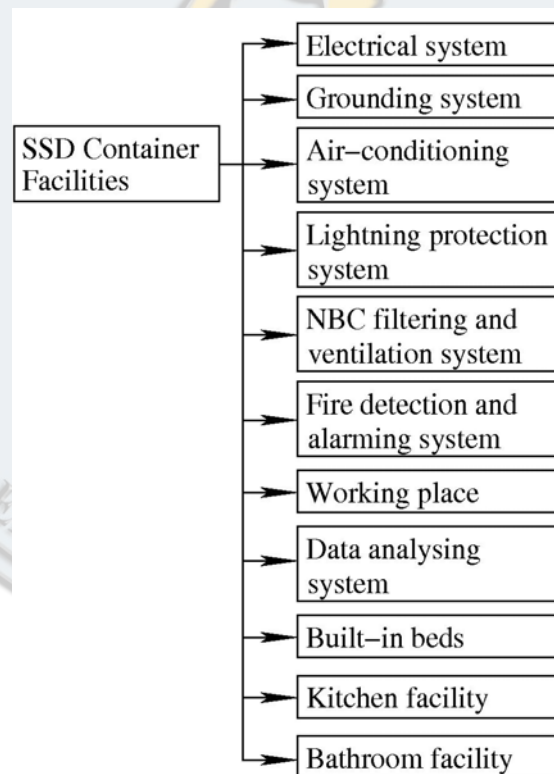 Electrical system
Grounding system
SSD Container
Facilities
Air−conditioning
system
Lightning protection
system
NBC filtering and
ventilation system
Fire detection and
alarming system
Working place
Data analysing
system
Built−in beds
Kitchen facility
Bathroom facility